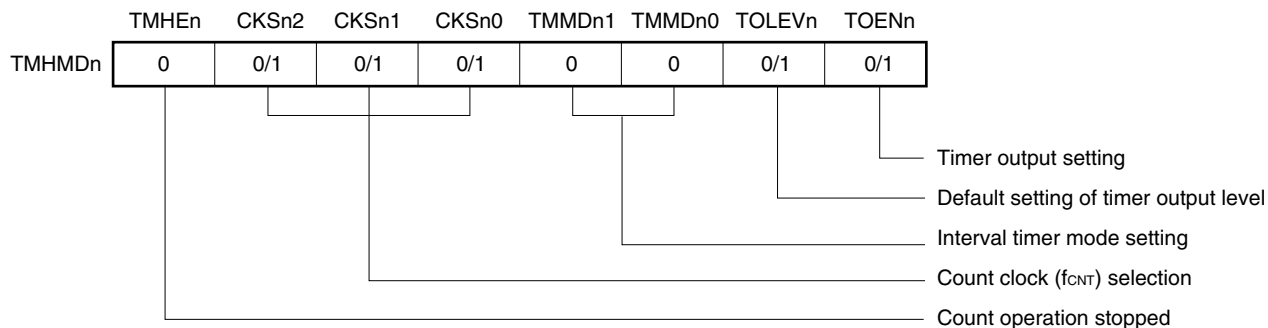 TMHEn CKSn2 CKSn1 CKSn0 TMMDn1 TMMDn0 TOLEVn TOENn
TMHMDn 0 0/1 0/1 0/1 0 0 0/1 0/1
Timer output setting
Default setting of timer output level
Interval timer mode setting
Count clock (fCNT) selection
Count operation stopped